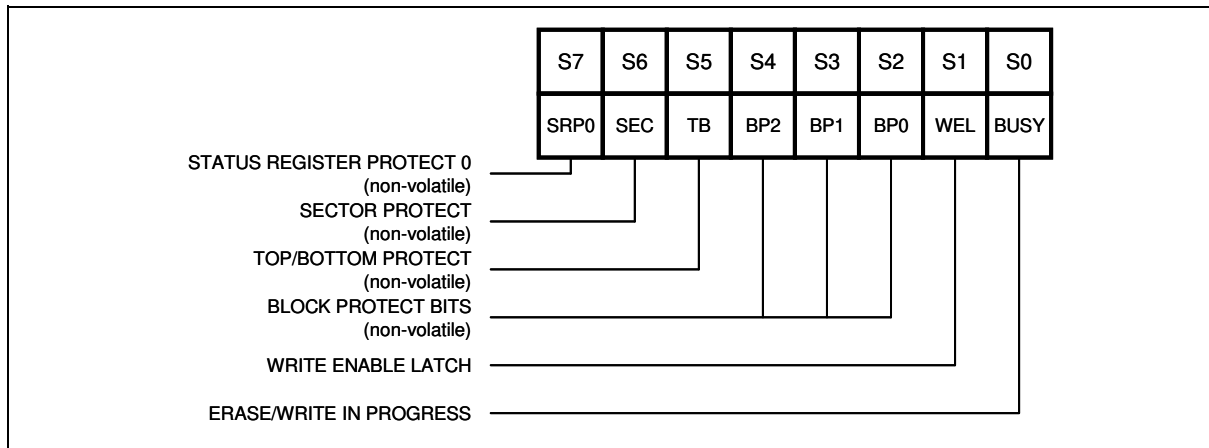 S7 S6 S5 S4 S3 S2 S1 S0
SRP0 SEC TB BP2 BP1 BP0 WEL BUSY
STATUS REGISTER PROTECT 0
(non-volatile)
SECTOR PROTECT
(non-volatile)
TOP/BOTTOM PROTECT
(non-volatile)
BLOCK PROTECT BITS
(non-volatile)
WRITE ENABLE LATCH
ERASE/WRITE IN PROGRESS